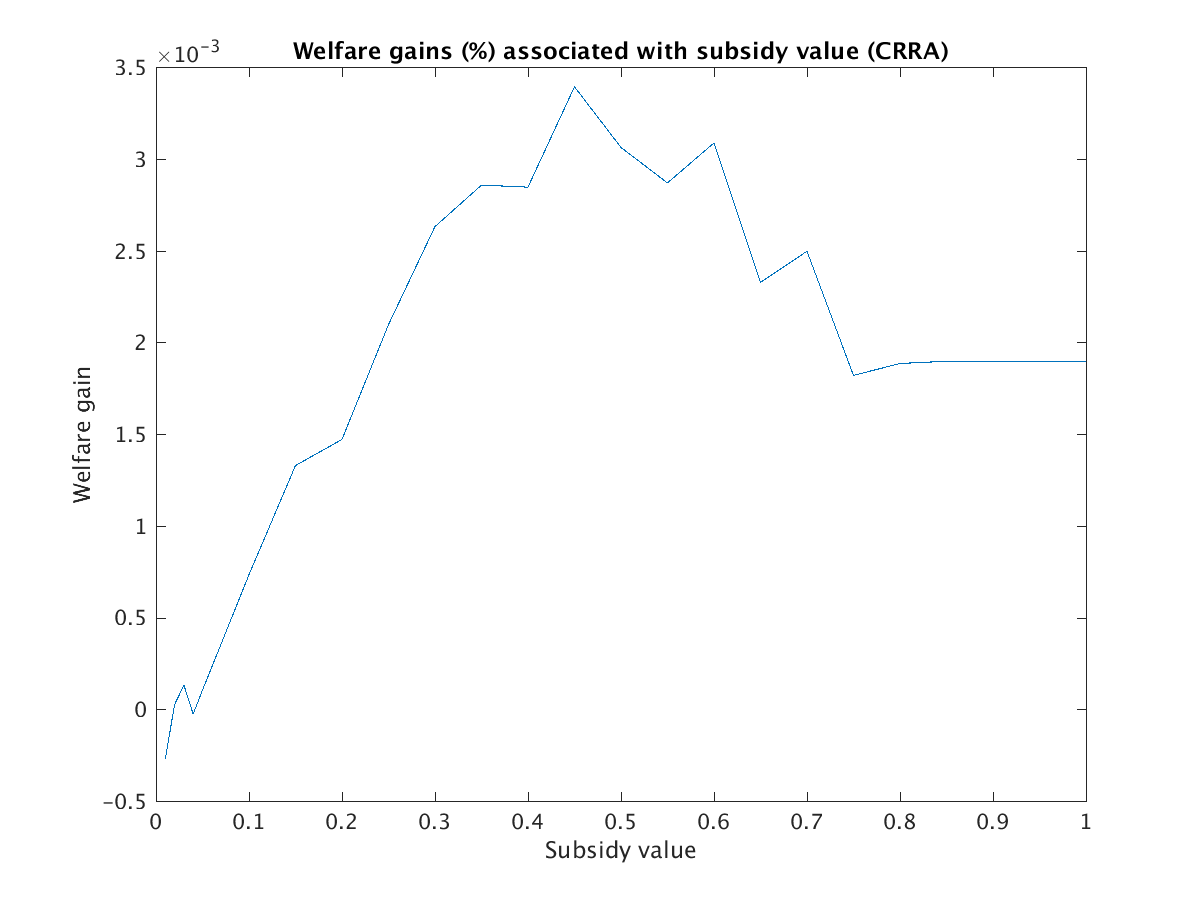 Welfare gains (%) associated with subsidy value (CRRA)
×10⁻³
3.5
3
2.5
2
1.5
1
0.5
0
-0.5
Welfare gain
0 0.1 0.2 0.3 0.4 0.5 0.6 0.7 0.8 0.9 1
Subsidy value